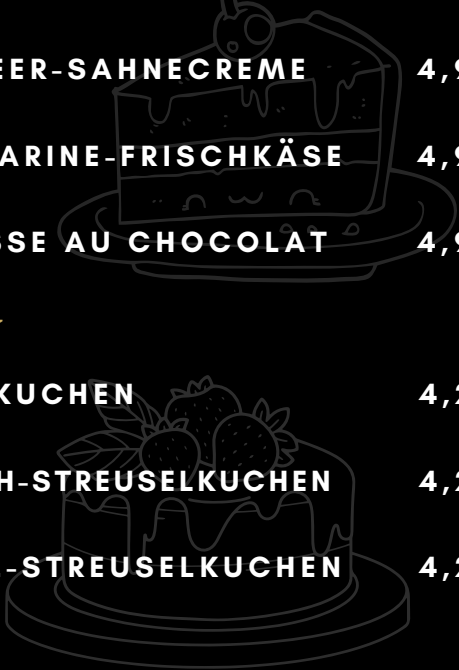 EER-SAHNECREME 4,9
ARINE-FRISCHKÄSE 4,9
SSE AU CHOCOLAT 4,9
KUCHEN 4,2
H-STREUSELKUCHEN 4,2
-STREUSELKUCHEN 4,2